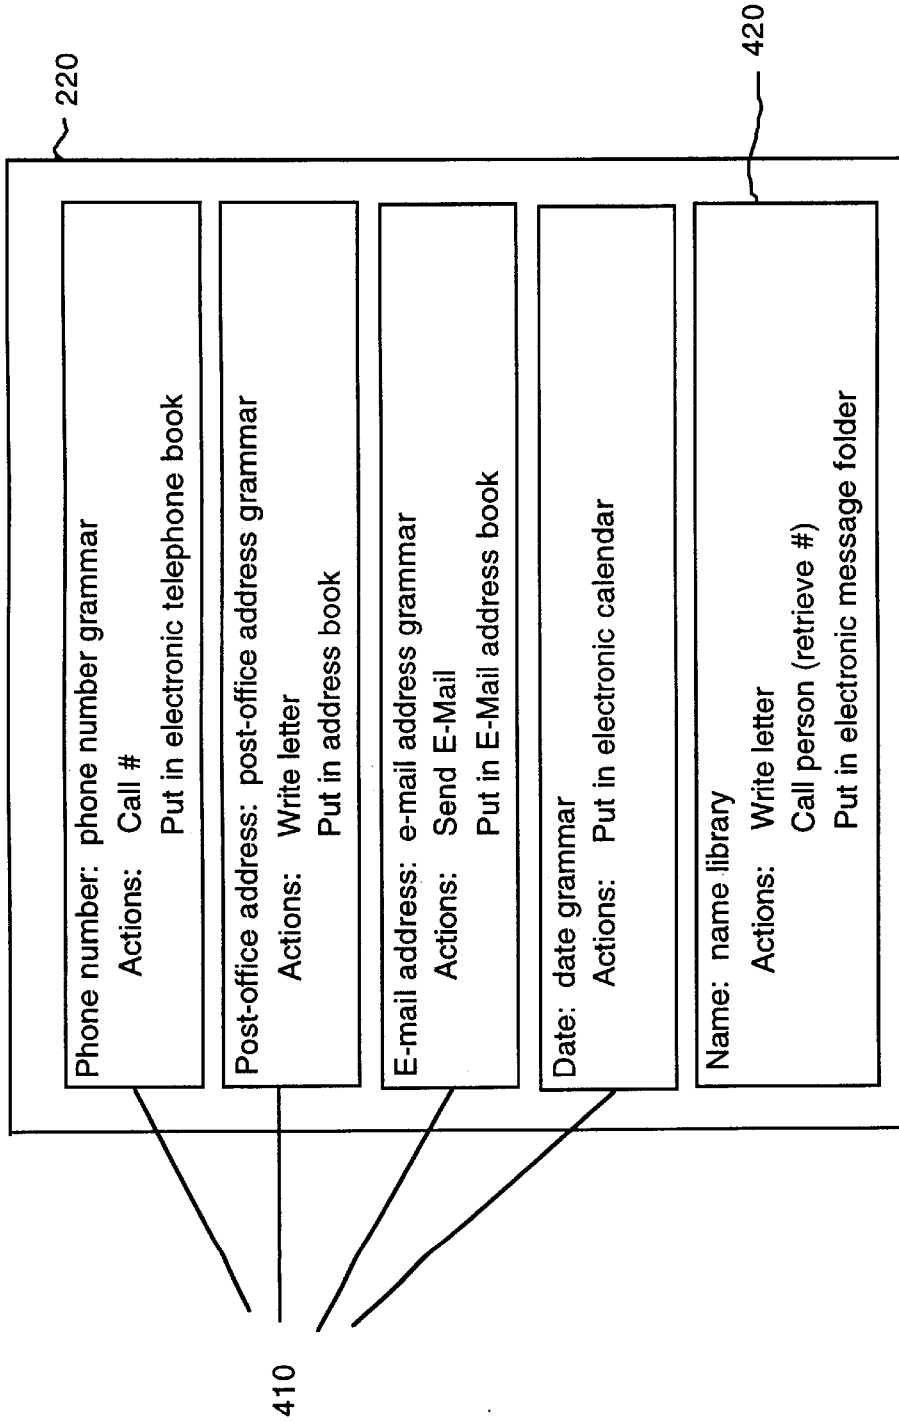 220
Phone number: phone number grammar
Actions: Call #
Put in electronic telephone book
Post-office address: post-office address grammar
Actions: Write letter
Put in address book
E-mail address: e-mail address grammar
Actions: Send E-Mail
Put in E-Mail address book
Date: date grammar
Actions: Put in electronic calendar
Name: name library
Actions: Write letter
Call person (retrieve #)
Put in electronic message folder
410
420